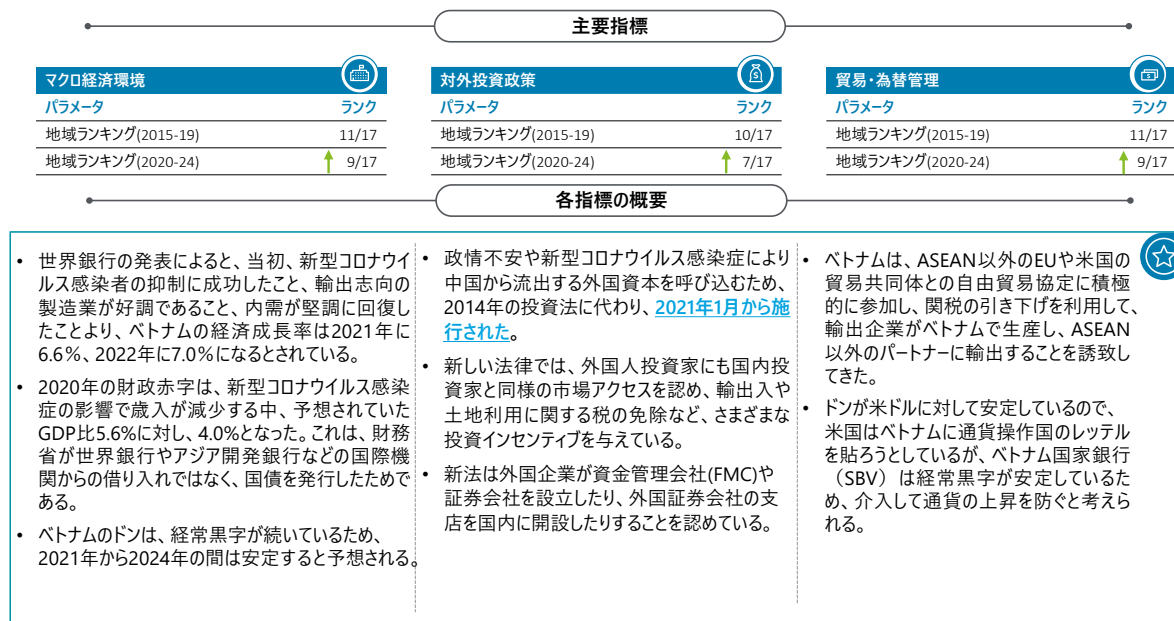 主要指標
マクロ経済環境
パラメータ ランク
地域ランキング(2015-19) 11/17
地域ランキング(2020-24) 9/17
対外投資政策
パラメータ ランク
地域ランキング(2015-19) 10/17
地域ランキング(2020-24) 7/17
貿易・為替管理
パラメータ ランク
地域ランキング(2015-19) 11/17
地域ランキング(2020-24) 9/17
各指標の概要
• 世界銀行の発表によると、当初、新型コロナウイ
ルス感染者の抑制に成功したこと、輸出志向の
製造業が好調であること、内需が堅調に回復し
たことより、ベトナムの経済成長率は2021年に
6.6%、2022年に7.0%になるとされている。
• 2020年の財政赤字は、新型コロナウイルス感染
症の影響で歳入が減少する中、予想されていた
GDP比5.6%に対し、4.0%となった。これは、財務
省が世界銀行やアジア開発銀行などの国際機
関からの借り入れではなく、国債を発行したためで
ある。
• ベトナムのドンは、経常黒字が続いているため、
2021年から2024年の間は安定すると予想される。
• 政情不安や新型コロナウイルス感染症により
中国から流出する外国資本を呼び込むため、
2014年の投資法に代わり、2021年1月から施
行された。
• 新しい法律では、外国人投資家にも国内投
資家と同様の市場アクセスを認め、輸出入や
土地利用に関する税の免除など、さまざまな
投資インセンティブを与えている。
• 新法は外国企業が資金管理会社(FMC)や
証券会社を設立したり、外国証券会社の支
店を国内に開設したりすることを認めている。
• ベトナムは、ASEAN以外のEUや米国の
貿易共同体との自由貿易協定に積極
的に参加し、関税の引き下げを利用して、
輸出企業がベトナムで生産し、ASEAN
以外のパートナーに輸出することを誘致し
てきた。
• ドンが米ドルに対して安定しているので、
米国はベトナムに通貨操作国のレッテル
を貼ろうとしているが、ベトナム国家銀行
（SBV）は経常黒字が安定しているた
め、介入して通貨の上昇を防ぐと考えら
れる。